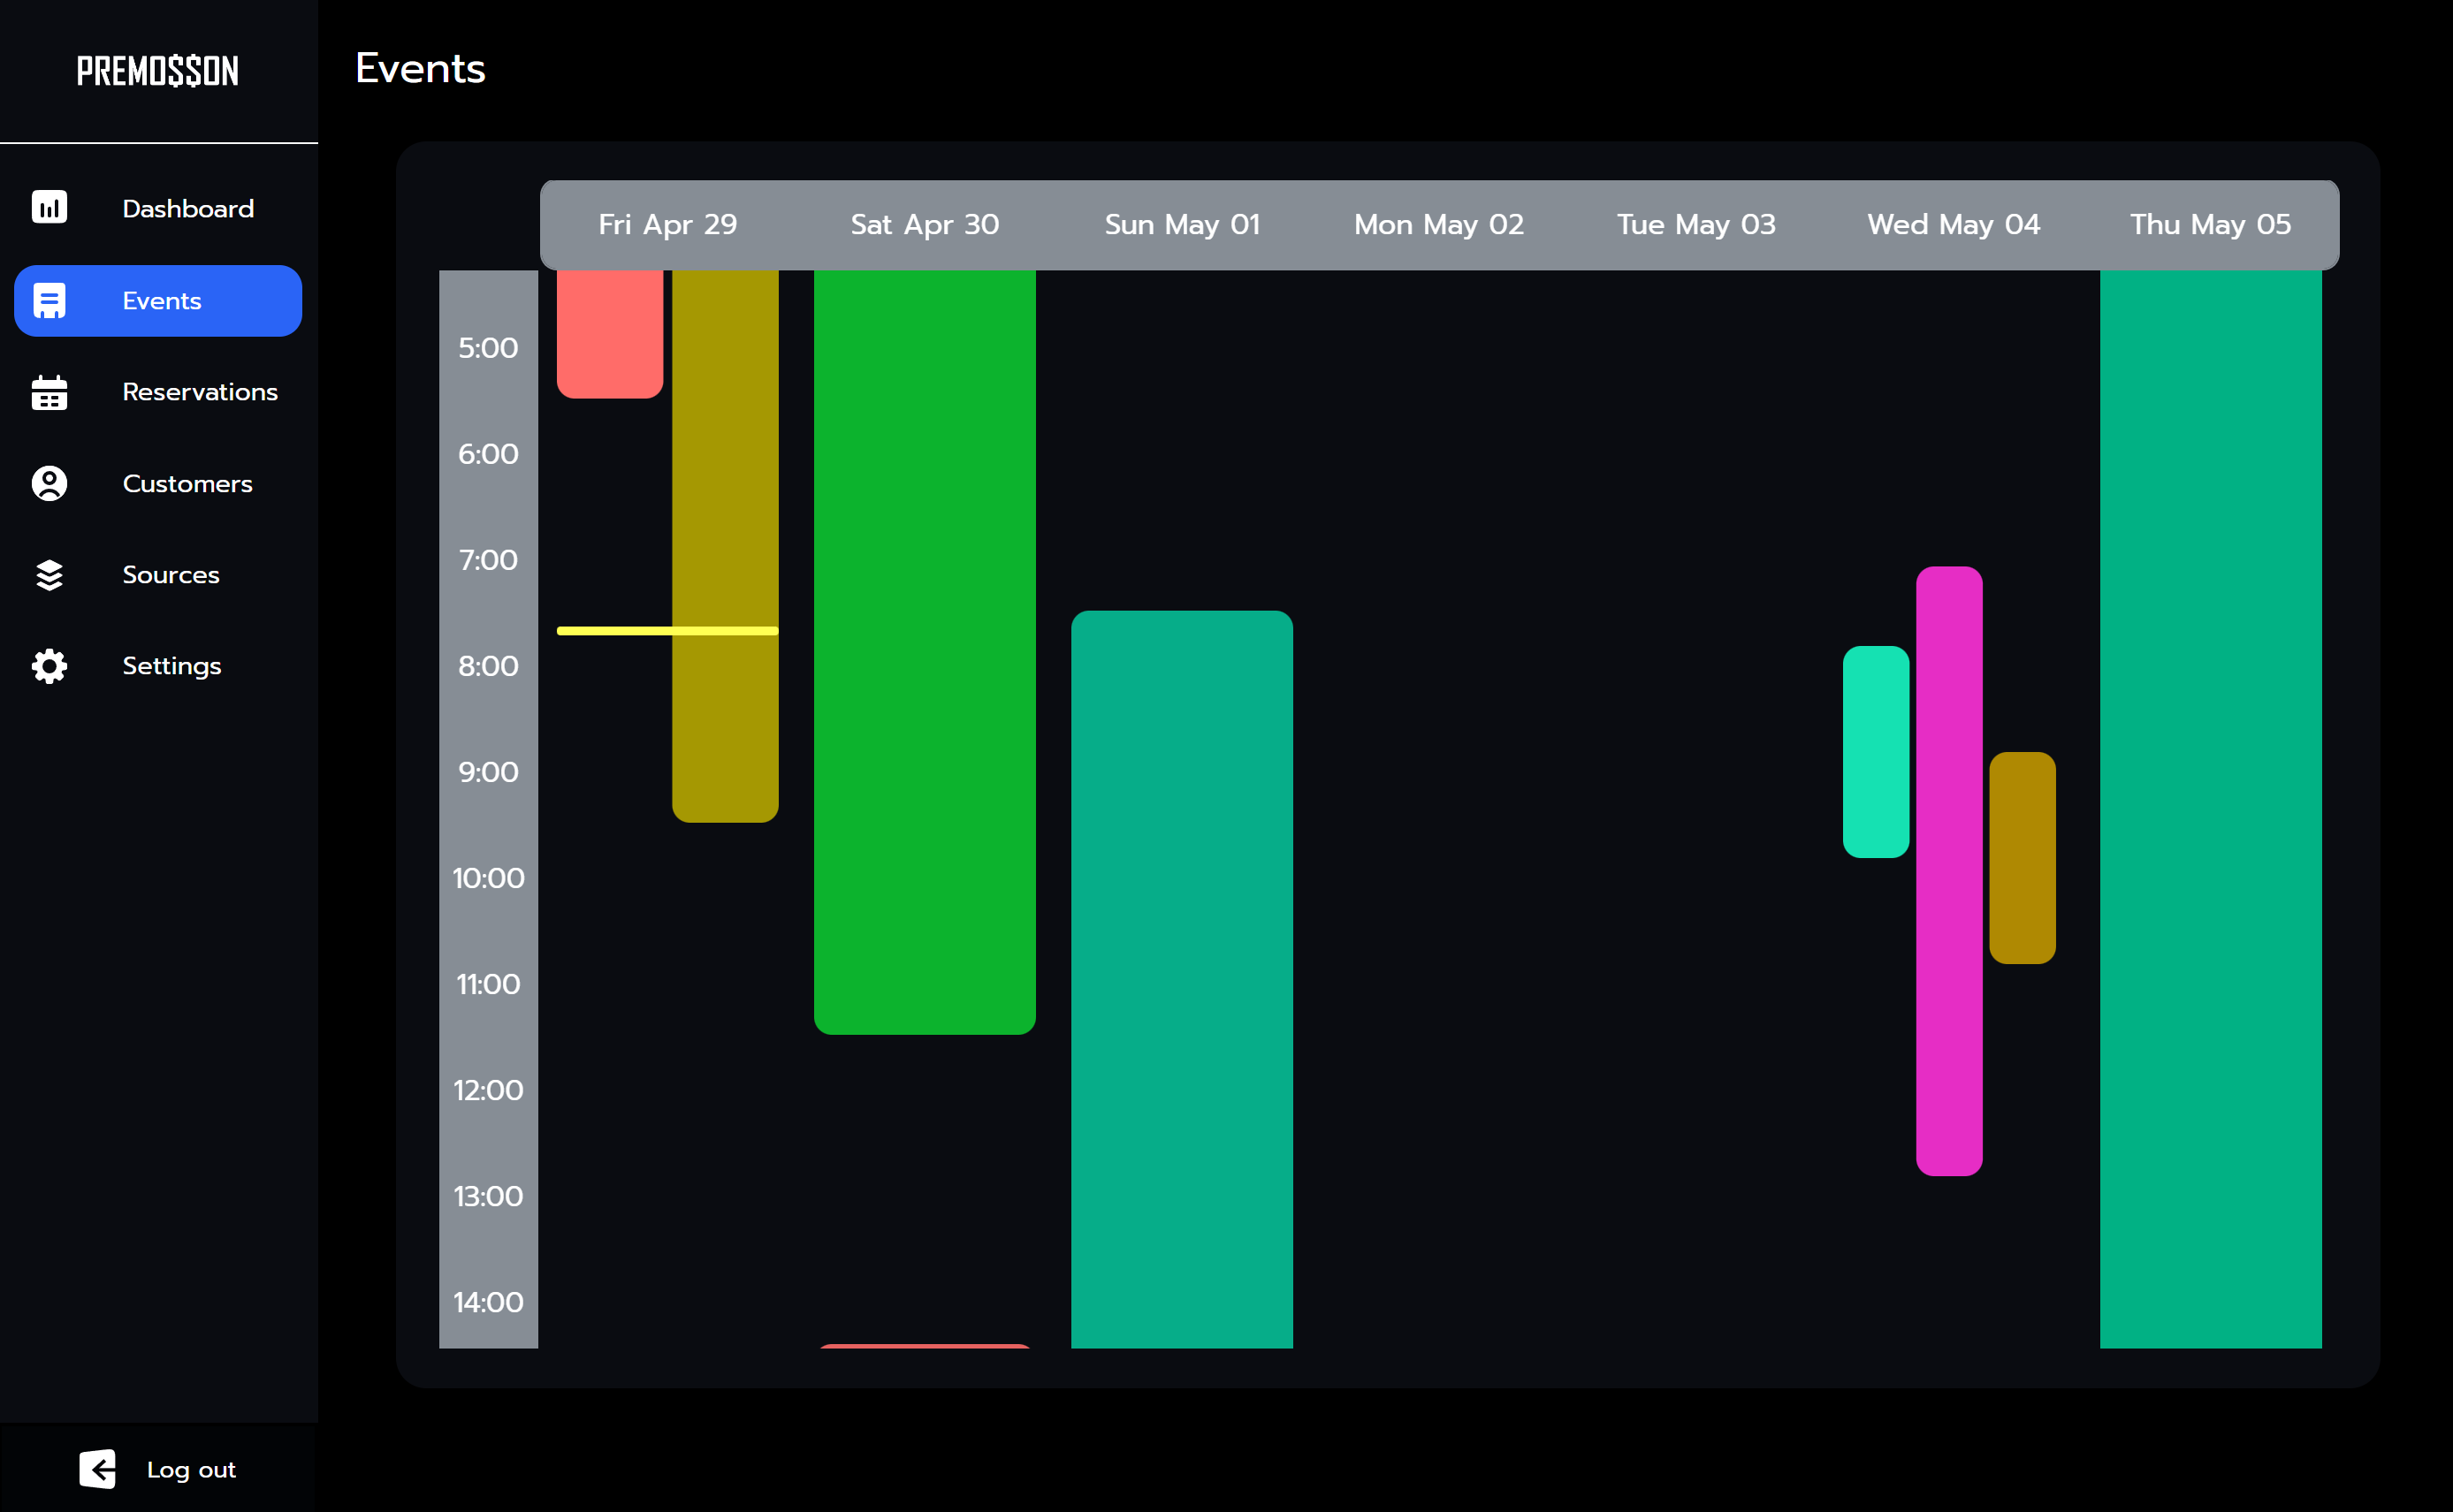 PREMO$$ON
Dashboard
Events
Reservations
Customers
Sources
Settings
Log out
Events
Fri Apr 29 Sat Apr 30 Sun May 01 Mon May 02 Tue May 03 Wed May 04 Thu May 05
5:00
6:00
7:00
8:00
9:00
10:00
11:00
12:00
13:00
14:00